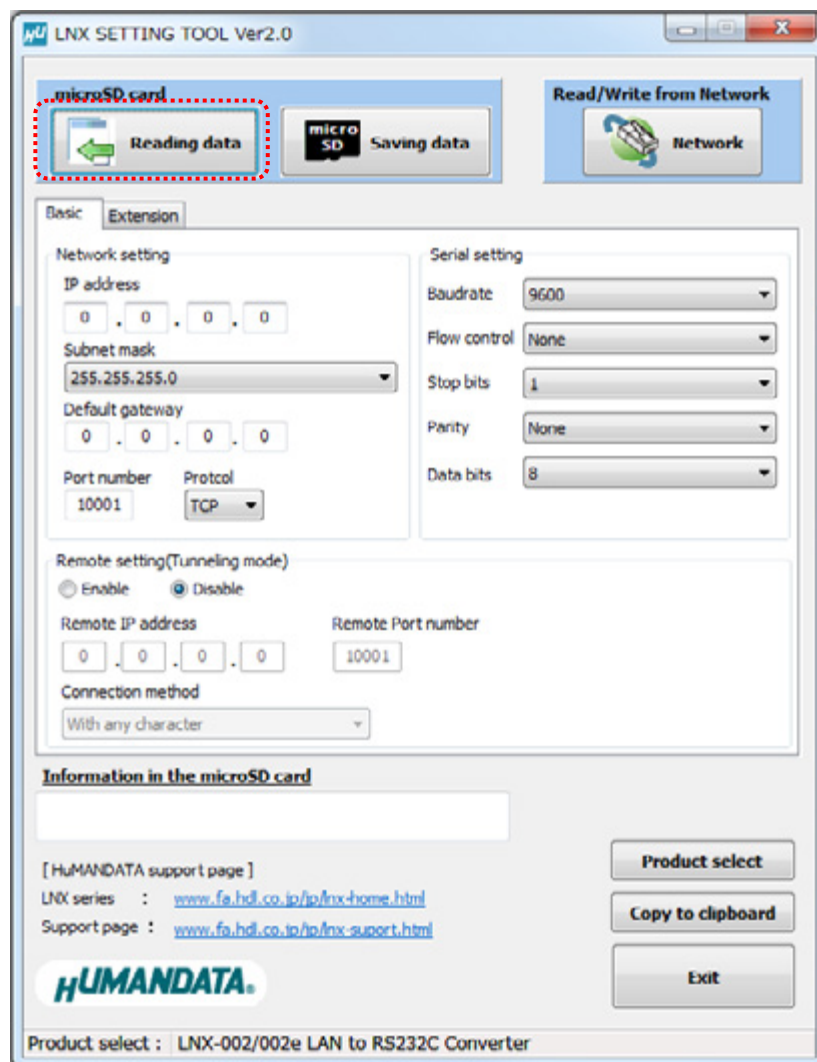 HU LNX SETTING TOOL Ver2.0
microSD card
Read/Write from Network
Reading data
micro SD
Saving data
Network
Basic Extension
Network setting
IP address
0 . 0 . 0 . 0
Subnet mask
255.255.255.0
Default gateway
0 . 0 . 0 . 0
Port number Protcol
10001 TCP
Serial setting
Baudrate 9600
Flow control None
Stop bits 1
Parity None
Data bits 8
Remote setting(Tunneling mode)
Enable Disable
Remote IP address Remote Port number
0 . 0 . 0 . 0 10001
Connection method
With any character
Information in the microSD card
[ HuMANDATA support page ]
LNX series : www.fa.hdl.co.jp/jp/lnx-home.html
Support page : www.fa.hdl.co.jp/jp/lnx-suport.html
HUMANDATA.
Product select
Copy to clipboard
Exit
Product select : LNX-002/002e LAN to RS232C Converter